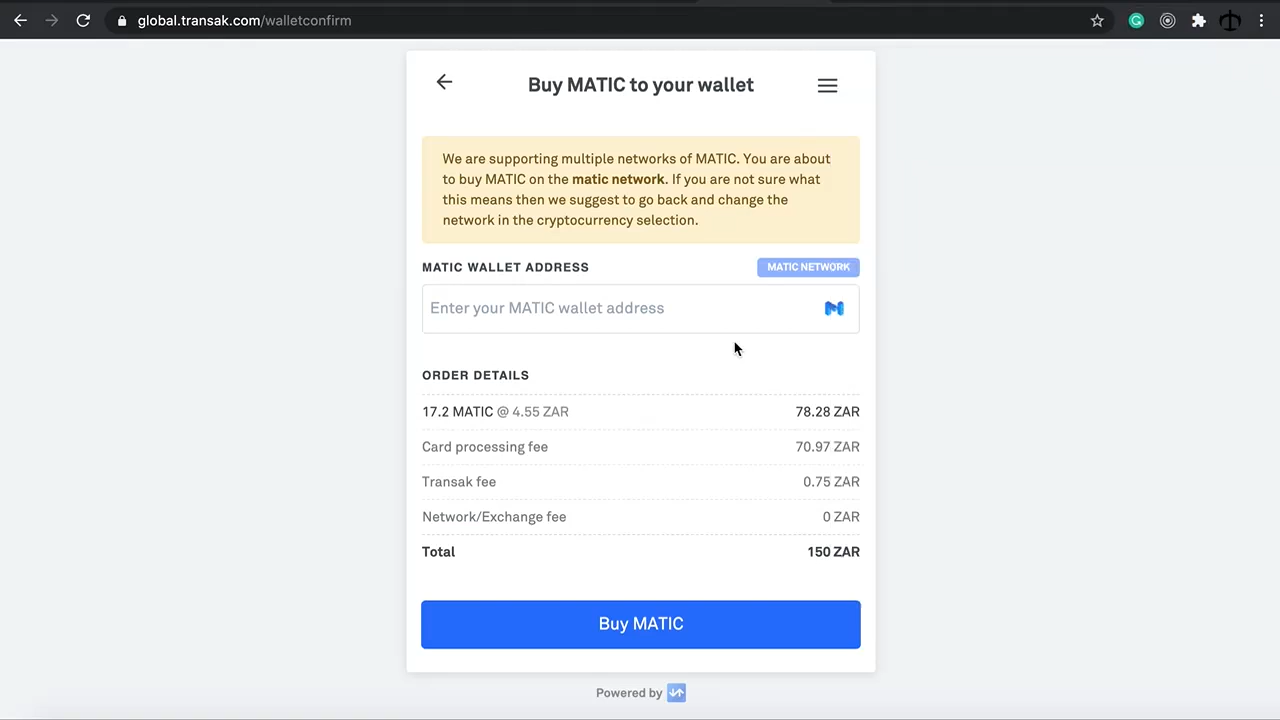 global.transak.com/walletconfirm
Buy MATIC to your wallet
We are supporting multiple networks of MATIC. You are about
to buy MATIC on the matic network. If you are not sure what
this means then we suggest to go back and change the
network in the cryptocurrency selection.
MATIC WALLET ADDRESS MATIC NETWORK
Enter your MATIC wallet address
ORDER DETAILS
17.2 MATIC @ 4.55 ZAR 78.28 ZAR
Card processing fee 70.97 ZAR
Transak fee 0.75 ZAR
Network/Exchange fee 0 ZAR
Total 150 ZAR
Buy MATIC
Powered by